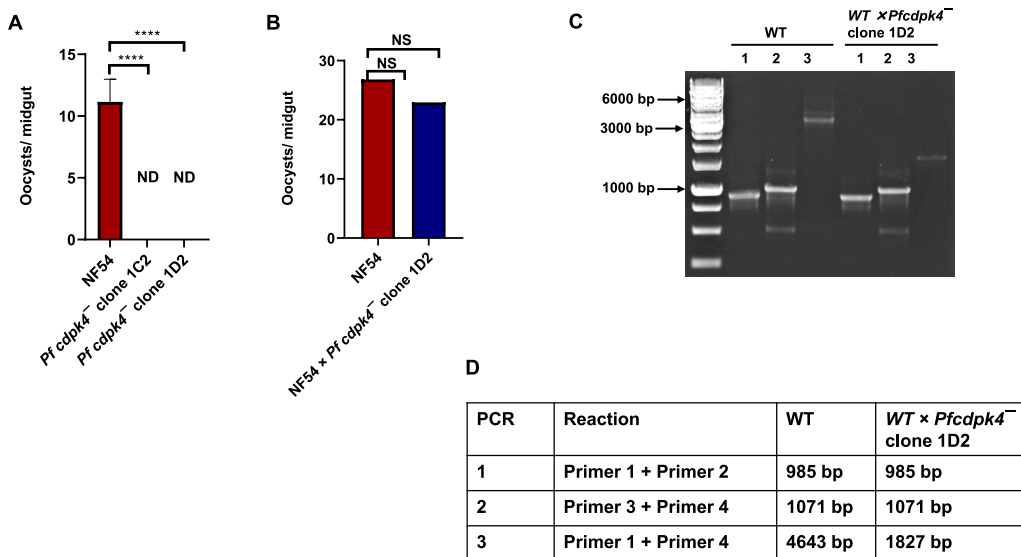 A
****
****
15
10
5
0
Oocysts/ midgut
ND ND
NF54
Pf cdpk4⁻ clone 1C2
Pf cdpk4⁻ clone 1D2
B
NS
NS
30
20
10
0
Oocysts/ midgut
NF54
NF54 × Pf cdpk4⁻ clone 1D2
C
WT
WT ×Pfcdpk4⁻
clone 1D2
1 2 3 1 2 3
6000 bp
3000 bp
1000 bp
D
PCR Reaction WT WT × Pfcdpk4⁻
clone 1D2
1 Primer 1 + Primer 2 985 bp 985 bp
2 Primer 3 + Primer 4 1071 bp 1071 bp
3 Primer 1 + Primer 4 4643 bp 1827 bp